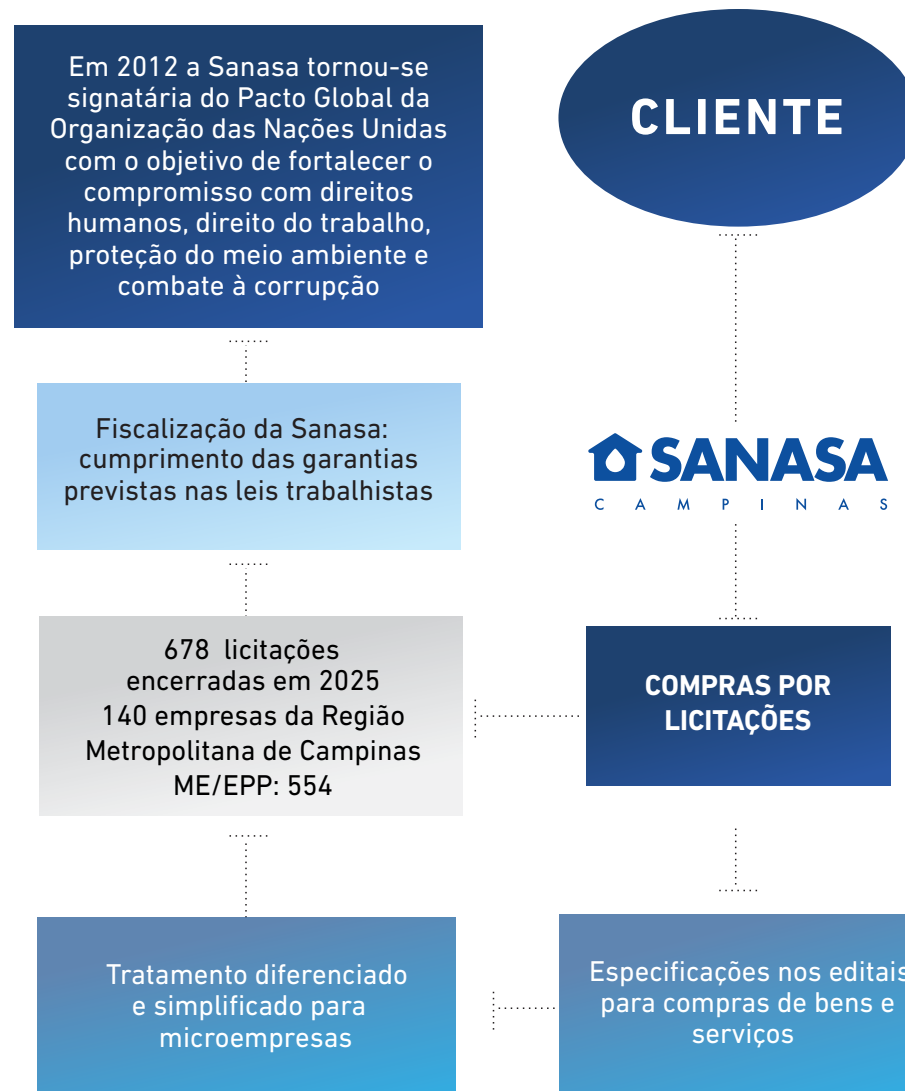 Em 2012 a Sanasa tornou-se
signatária do Pacto Global da
Organização das Nações Unidas
com o objetivo de fortalecer o
compromisso com direitos
humanos, direito do trabalho,
proteção do meio ambiente e
combate à corrupção
CLIENTE
Fiscalização da Sanasa:
cumprimento das garantias
previstas nas leis trabalhistas
SANASA
CAMPINAS
678 licitações
encerradas em 2025
140 empresas da Região
Metropolitana de Campinas
ME/EPP: 554
COMPRAS POR
LICITAÇÕES
Tratamento diferenciado
e simplificado para
microempresas
Especificações nos editais
para compras de bens e
serviços